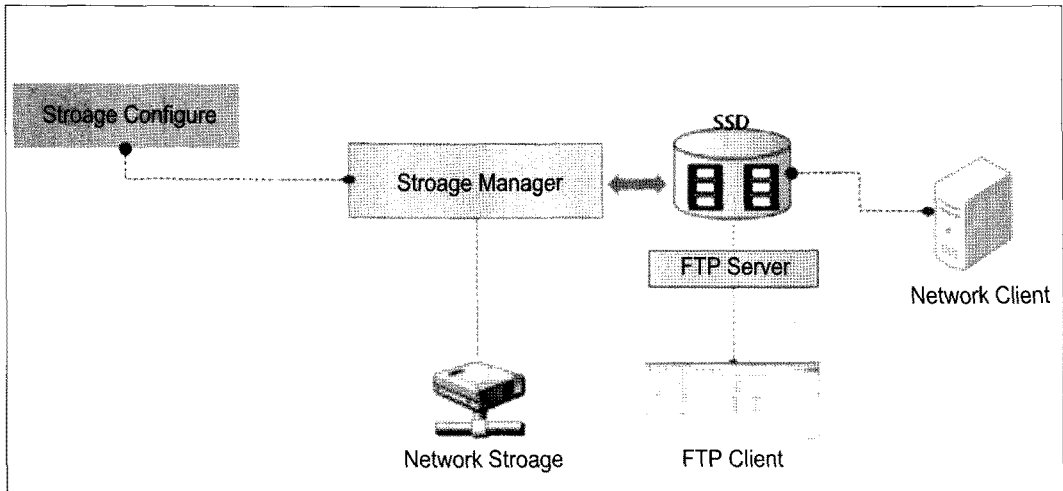 Stroage Configure
SSD
Stroage Manager
FTP Server
Network Client
Network Stroage
FTP Client